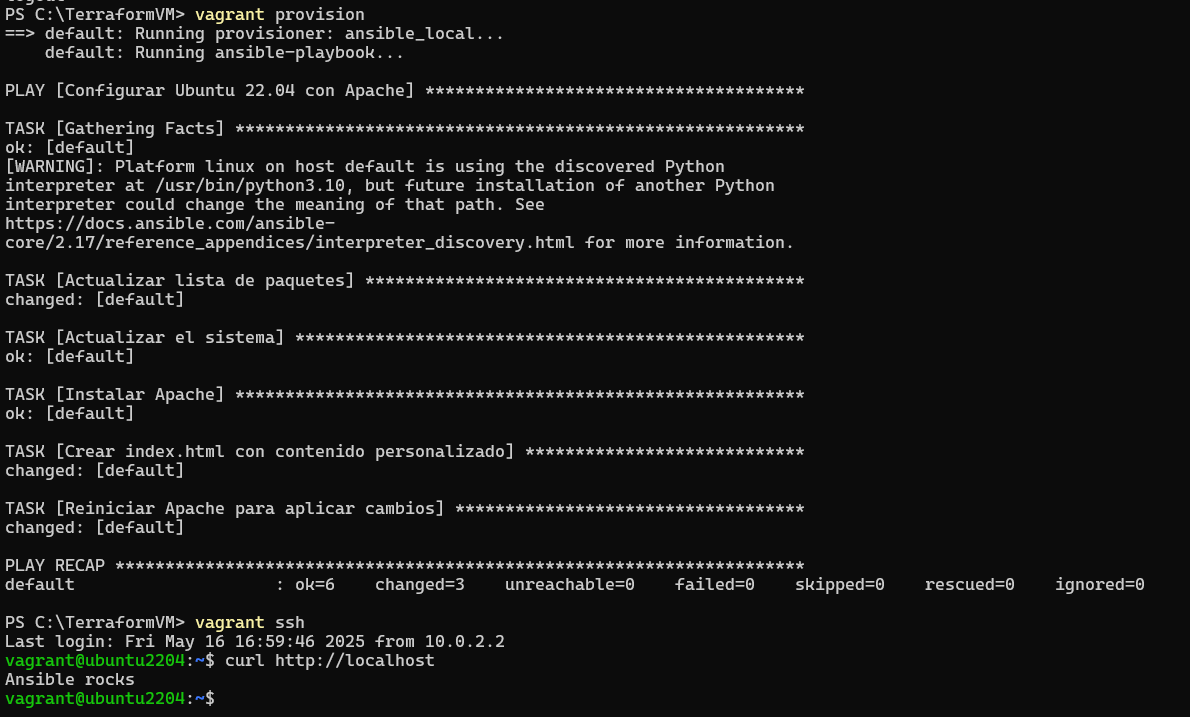 PS C:\TerraformVM> vagrant provision
==> default: Running provisioner: ansible_local...
    default: Running ansible-playbook...
PLAY [Configurar Ubuntu 22.04 con Apache] **************************************
TASK [Gathering Facts] *********************************************************
ok: [default]
[WARNING]: Platform linux on host default is using the discovered Python
interpreter at /usr/bin/python3.10, but future installation of another Python
interpreter could change the meaning of that path. See
https://docs.ansible.com/ansible-
core/2.17/reference_appendices/interpreter_discovery.html for more information.
TASK [Actualizar lista de paquetes] ********************************************
changed: [default]
TASK [Actualizar el sistema] ***************************************************
ok: [default]
TASK [Instalar Apache] *********************************************************
ok: [default]
TASK [Crear index.html con contenido personalizado] ****************************
changed: [default]
TASK [Reiniciar Apache para aplicar cambios] ***********************************
changed: [default]
PLAY RECAP *********************************************************************
default                    : ok=6    changed=3    unreachable=0    failed=0    skipped=0    rescued=0    ignored=0
PS C:\TerraformVM> vagrant ssh
Last login: Fri May 16 16:59:46 2025 from 10.0.2.2
vagrant@ubuntu2204:~$ curl http://localhost
Ansible rocks
vagrant@ubuntu2204:~$